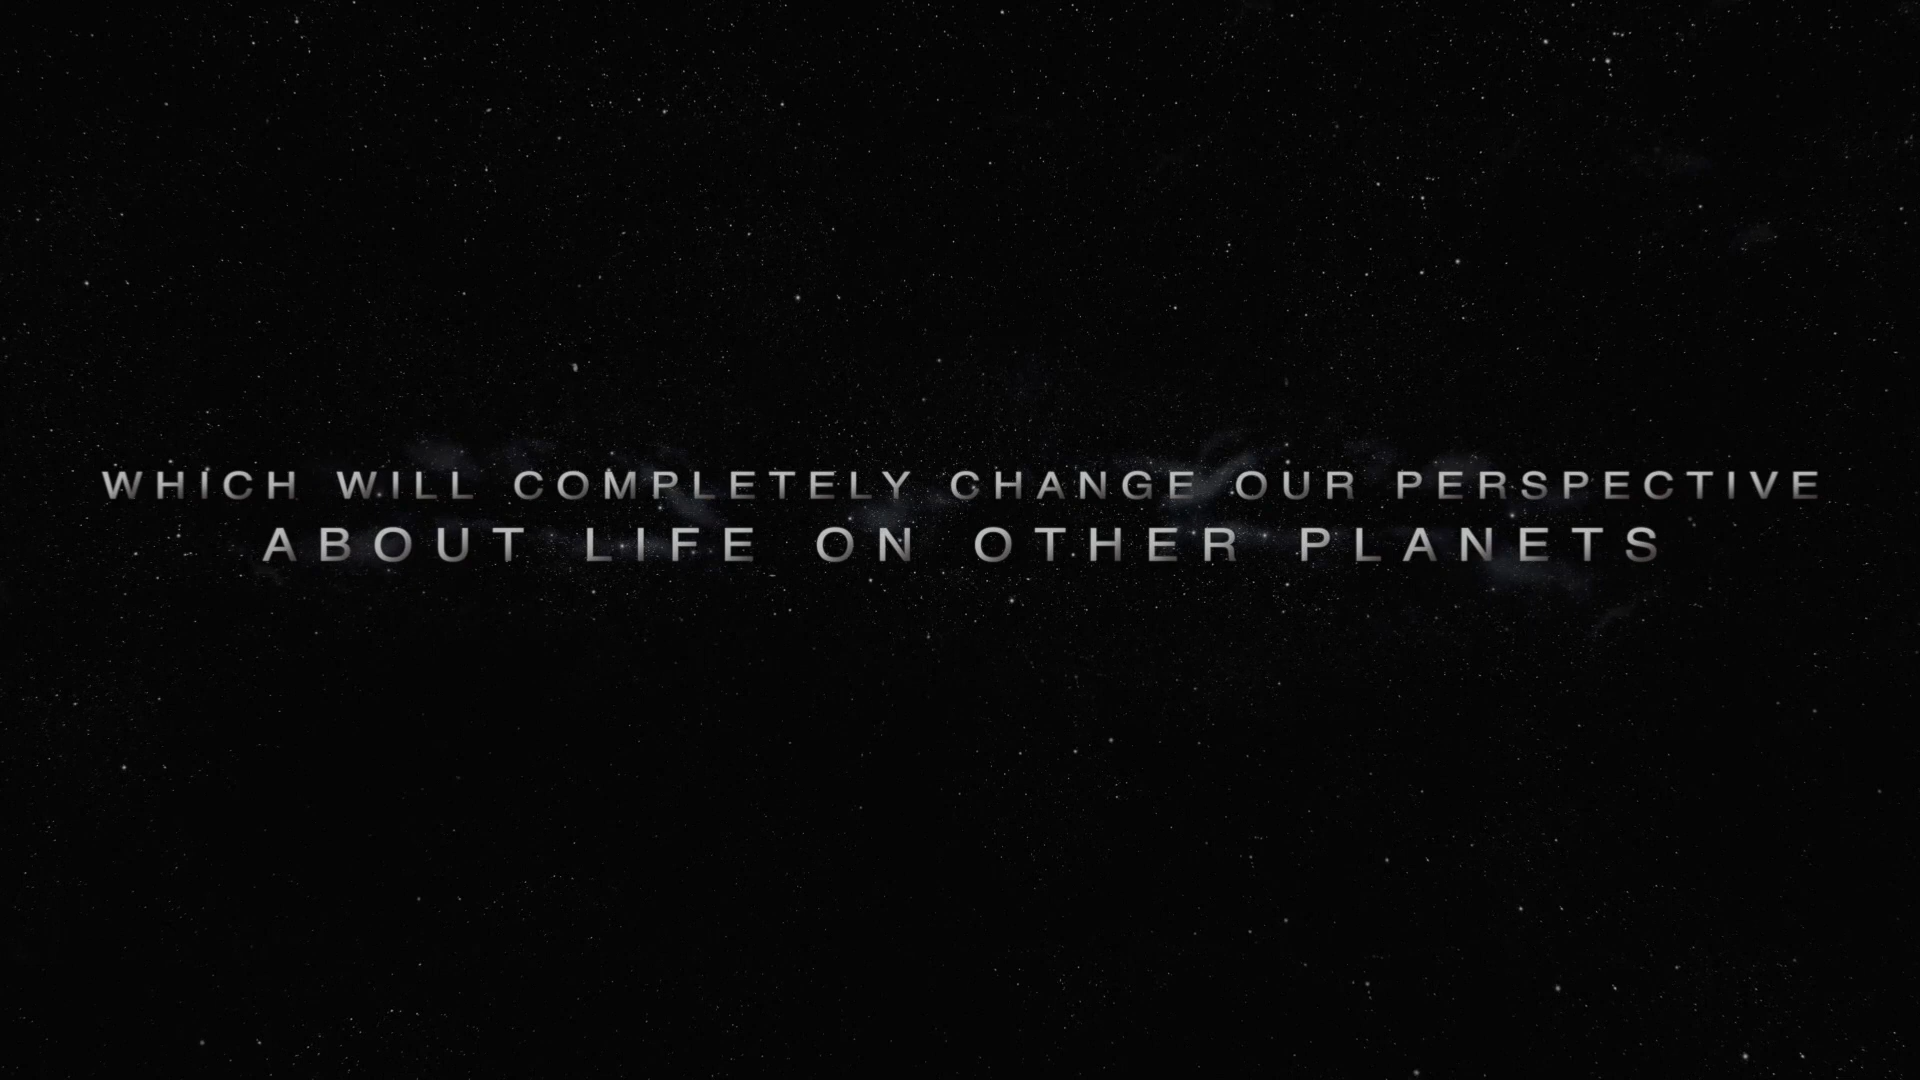 WHICH WILL COMPLETELY CHANGE OUR PERSPECTIVE
ABOUT LIFE ON OTHER PLANETS